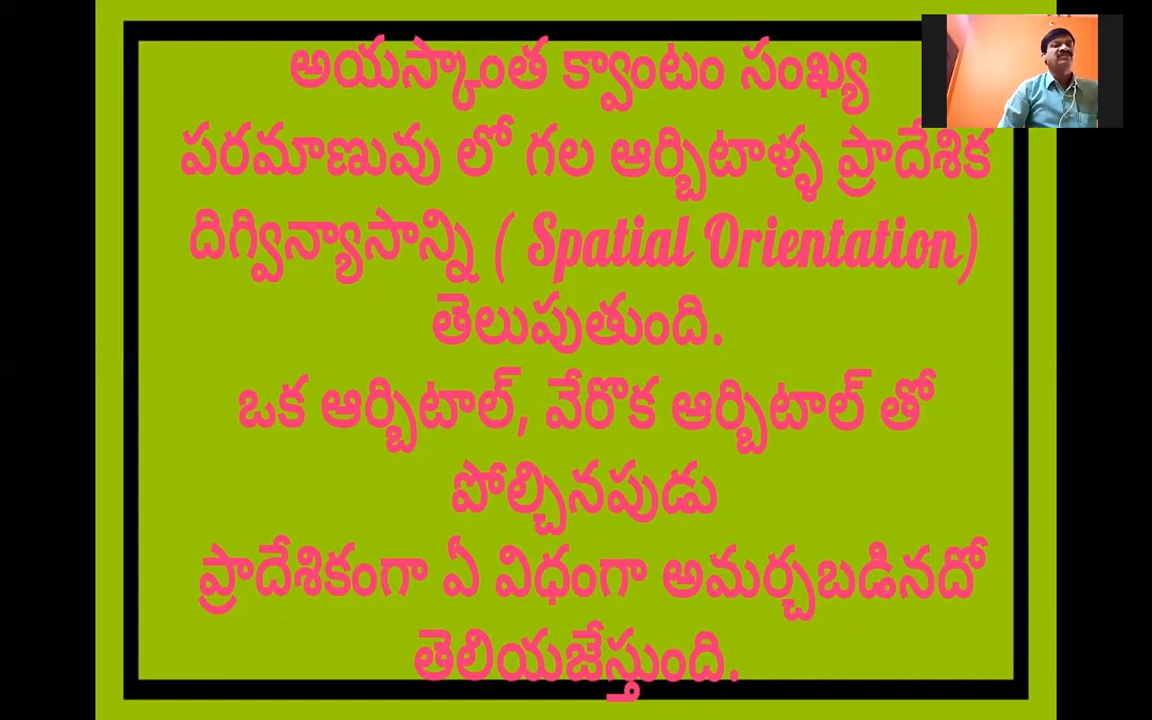 అయస్కాంత క్వాంటం సంఖ్య
పరమాణువు లో గల ఆర్బిటాళ్ళ ప్రాదేశిక
దిగ్విన్యాసాన్ని ( Spatial Orientation)
తెలుపుతుంది.
ఒక ఆర్బిటాల్, వేరొక ఆర్బిటాల్ తో
పోల్చినపుడు
ప్రాదేశికంగా ఏ విధంగా అమర్చబడినదో
తెలియజేస్తుంది.